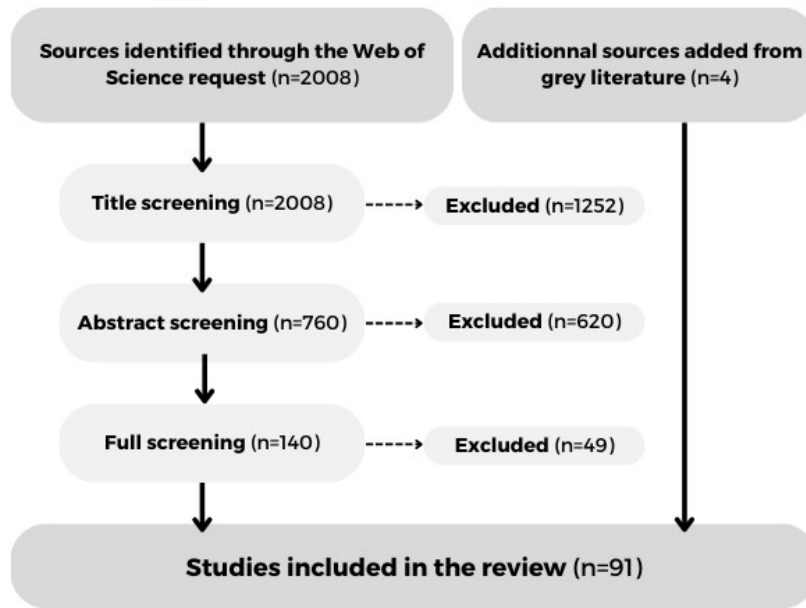 Sources identified through the Web of
Science request (n=2008)
Additionnal sources added from
grey literature (n=4)
Title screening (n=2008)
Excluded (n=1252)
Abstract screening (n=760)
Excluded (n=620)
Full screening (n=140)
Excluded (n=49)
Studies included in the review (n=91)